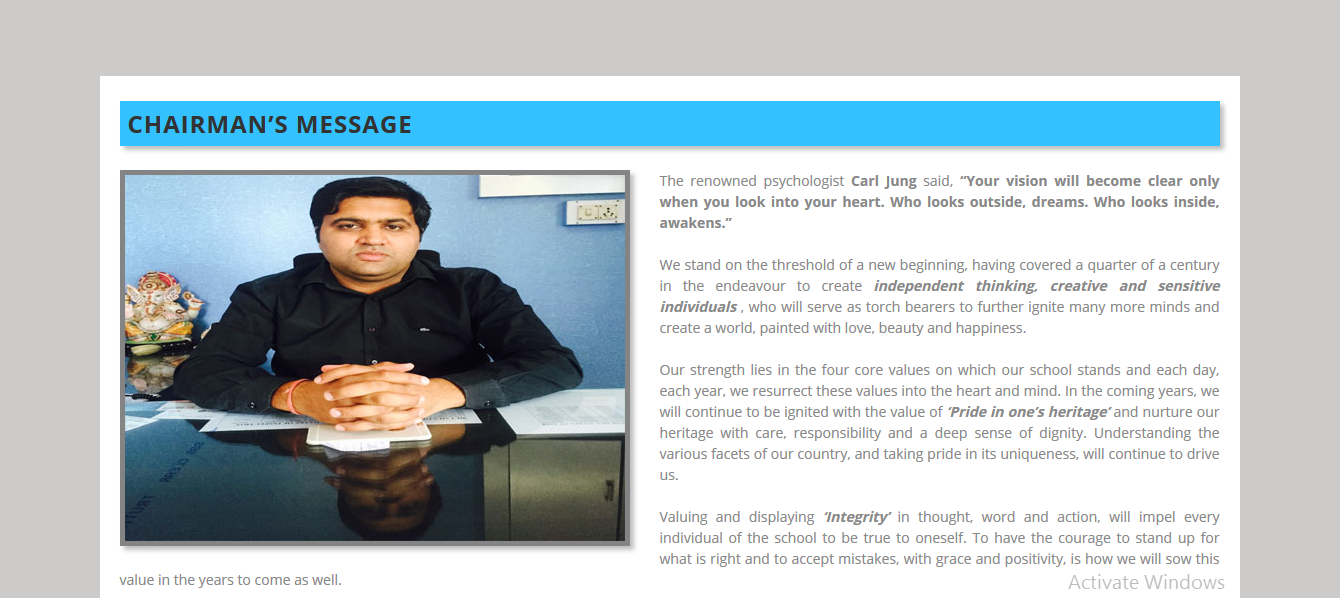 CHAIRMAN’S MESSAGE
The renowned psychologist Carl Jung said, “Your vision will become clear only
when you look into your heart. Who looks outside, dreams. Who looks inside,
awakens.”
We stand on the threshold of a new beginning, having covered a quarter of a century
in the endeavour to create independent thinking, creative and sensitive
individuals , who will serve as torch bearers to further ignite many more minds and
create a world, painted with love, beauty and happiness.
Our strength lies in the four core values on which our school stands and each day,
each year, we resurrect these values into the heart and mind. In the coming years, we
will continue to be ignited with the value of ‘Pride in one’s heritage’ and nurture our
heritage with care, responsibility and a deep sense of dignity. Understanding the
various facets of our country, and taking pride in its uniqueness, will continue to drive
us.
Valuing and displaying ‘Integrity’ in thought, word and action, will impel every
individual of the school to be true to oneself. To have the courage to stand up for
what is right and to accept mistakes, with grace and positivity, is how we will sow this
value in the years to come as well.
Activate Windows